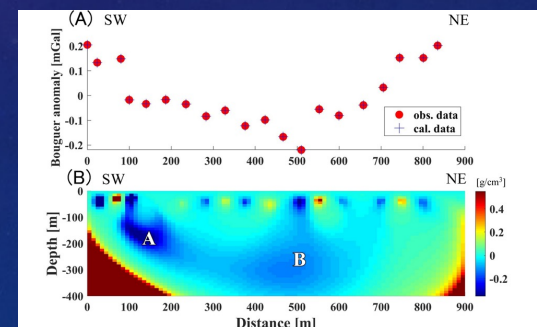 (A) SW NE
Bouguer anomaly [mGal]
0.2
0.1
0
-0.1
-0.2
obs. data
cal. data
0 100 200 300 400 500 600 700 800 900
(B) SW NE
[g/cm³]
Depth [m]
0
-100
-200
-300
-400
A
B
0.4
0.2
0
-0.2
0 100 200 300 400 500 600 700 800 900
Distance [m]